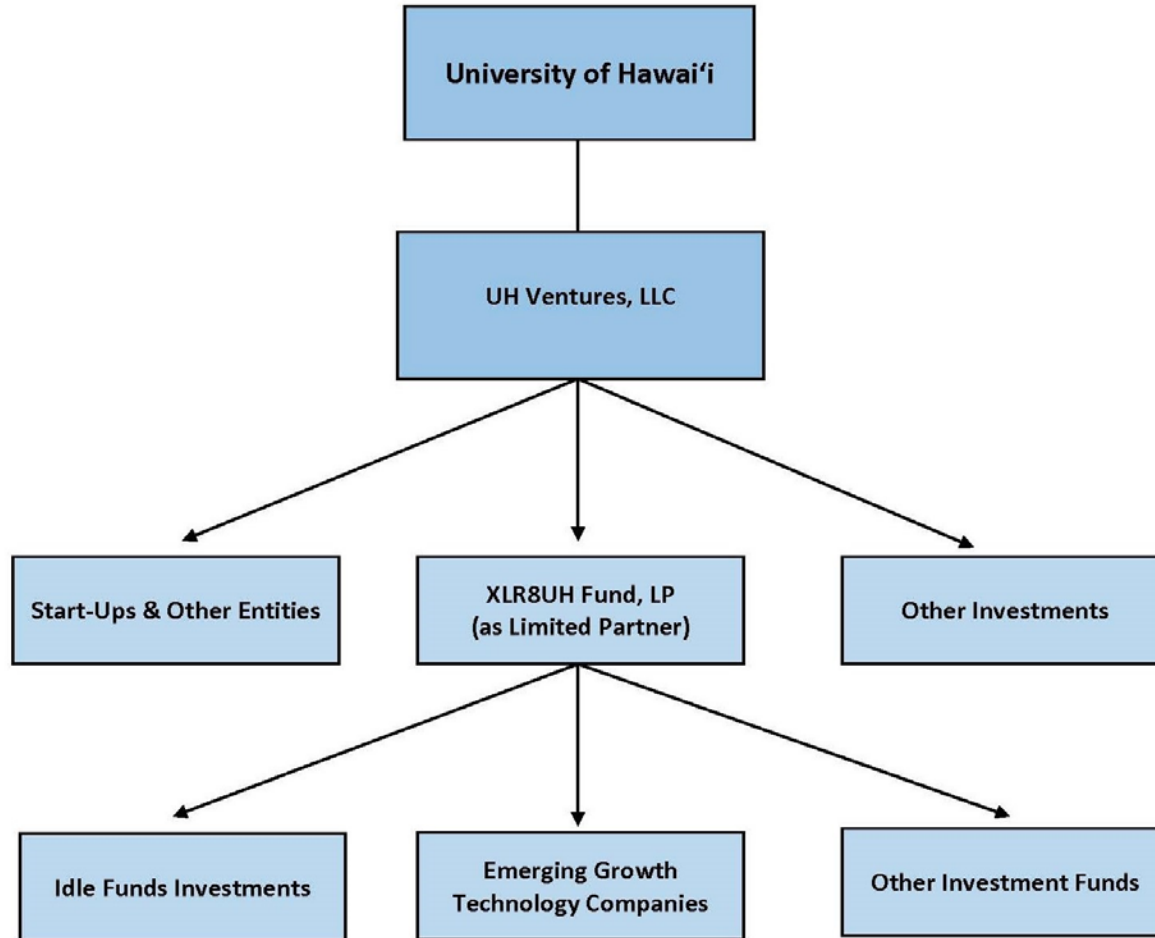 University of Hawai‘i
UH Ventures, LLC
Start-Ups & Other Entities
XLR8UH Fund, LP
(as Limited Partner)
Other Investments
Idle Funds Investments
Emerging Growth
Technology Companies
Other Investment Funds